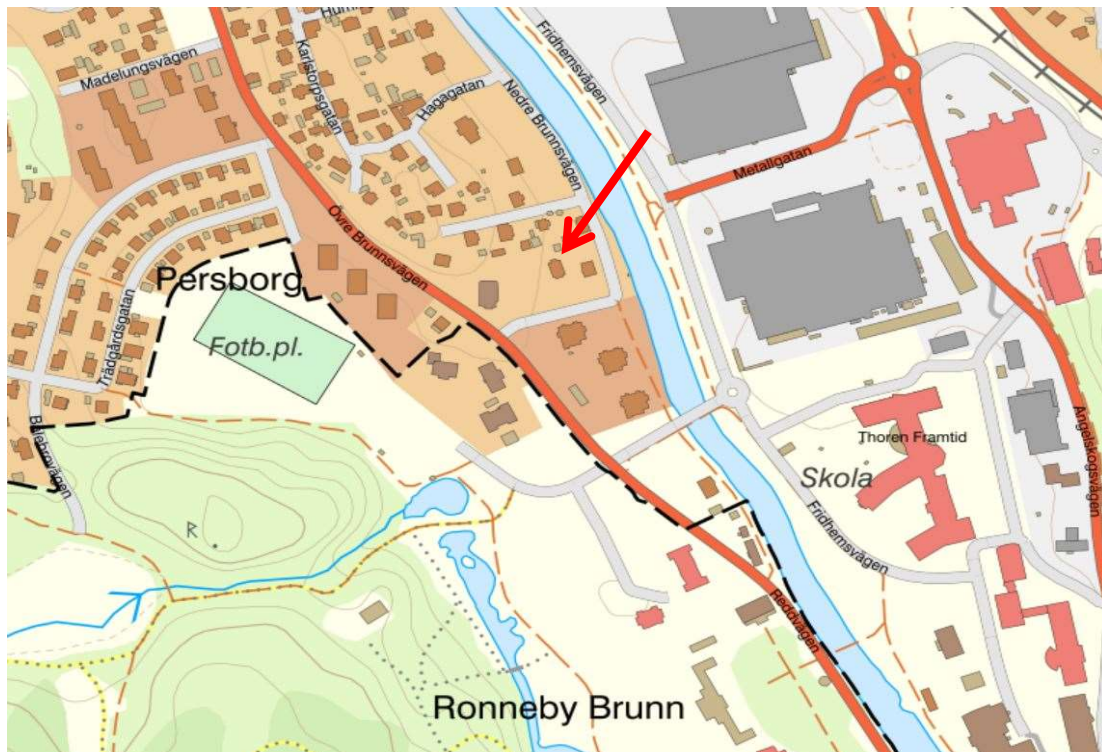 Madelungsvägen
Karlstorpsgatan
Hagagatan
Nedre Brunnsvägen
Fridhemsvägen
Metallgatan
Övre Brunnsvägen
Persborg
Fotb.pl.
Trädgårdsgatan
Thoren Framtid
Skola
Angelskogsvägen
Fridhemsvägen
R
Reddvägen
Ronneby Brunn